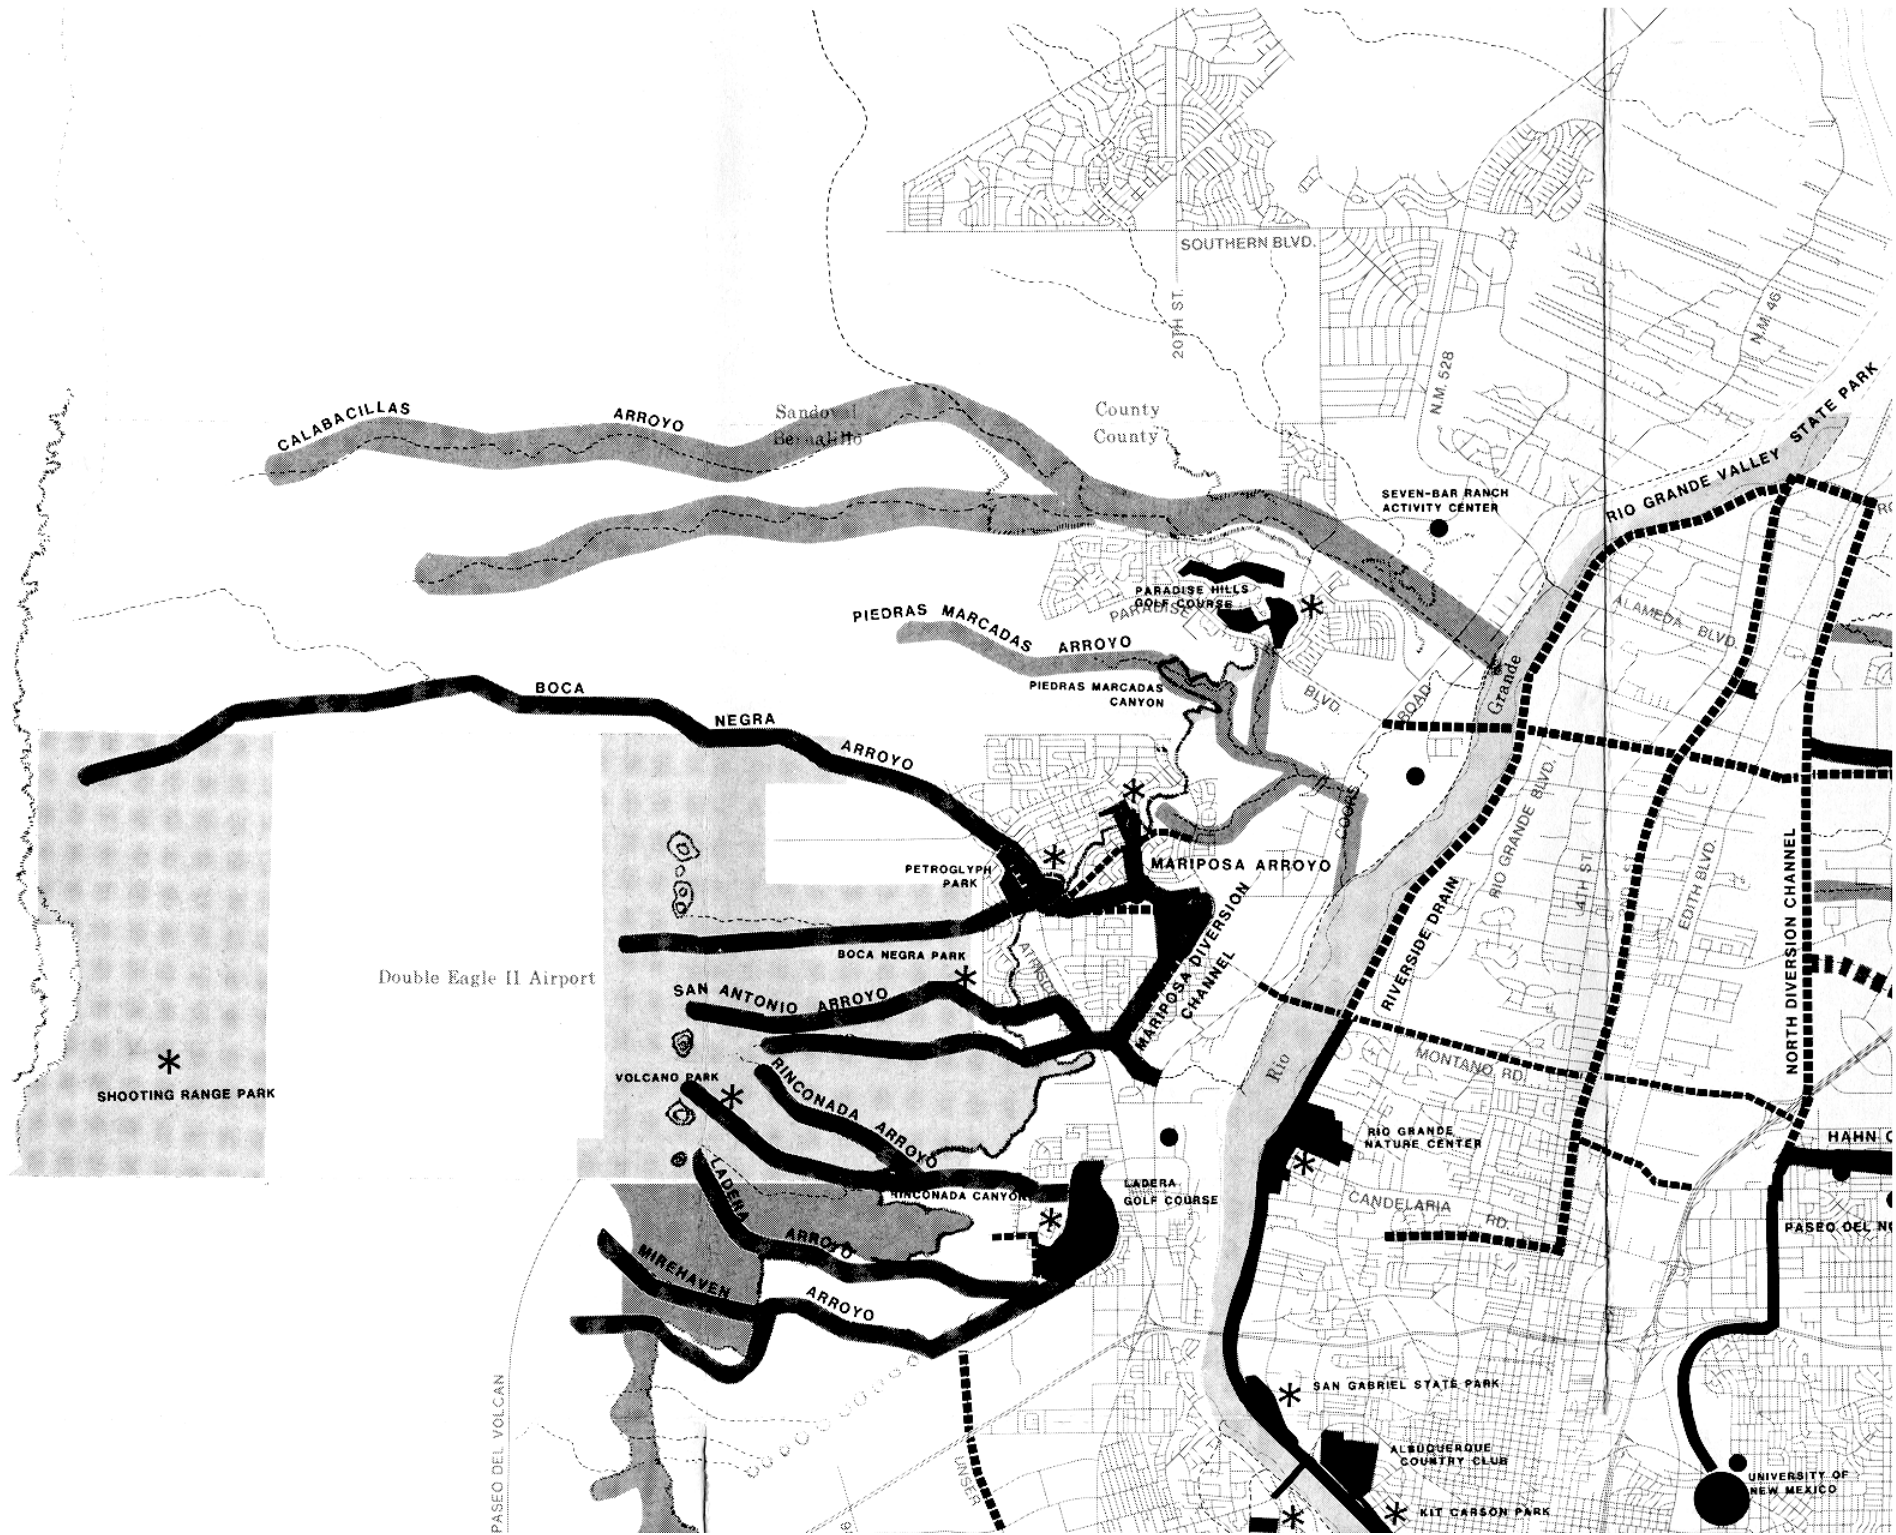 SOUTHERN BLVD.
20TH ST.
N.M. 528
N.M. 46
STATE PARK
RIO GRANDE VALLEY
CALABACILLAS
ARROYO
Sandoval
County
Bernalillo
County
SEVEN-BAR RANCH
ACTIVITY CENTER
PARADISE HILLS
GOLF COURSE
PARADISE
BLVD.
ALAMEDA BLVD.
PIEDRAS MARCADAS
ARROYO
PIEDRAS MARCADAS
CANYON
ROAD
Grande
BOCA
NEGRA
ARROYO
COORS
RIO GRANDE BLVD.
4TH ST.
2ND ST.
EDITH BLVD.
NORTH DIVERSION CHANNEL
MARIPOSA ARROYO
PETROGLYPH
PARK
BOCA NEGRA PARK
MARIPOSA DIVERSION
CHANNEL
RIVERSIDE DRAIN
ATRISCO
Double Eagle II Airport
SAN ANTONIO ARROYO
Rio
MONTANO RD.
SHOOTING RANGE PARK
VOLCANO PARK
RINCONADA
ARROYO
RIO GRANDE
NATURE CENTER
HAHN
RINCONADA CANYON
LADERA
GOLF COURSE
CANDELARIA
RD.
LADERA
ARROYO
PASEO DEL
MIREHAVEN
ARROYO
SAN GABRIEL STATE PARK
PASEO DEL VOLCAN
UNSER
ALBUQUERQUE
COUNTRY CLUB
UNIVERSITY OF
NEW MEXICO
KIT CARSON PARK